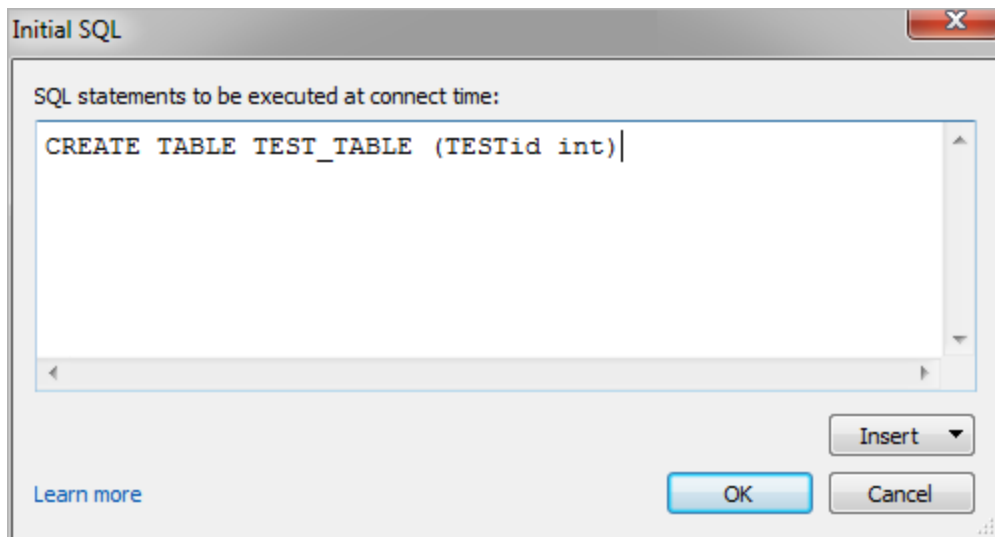 Initial SQL
SQL statements to be executed at connect time:
CREATE TABLE TEST_TABLE (TESTid int)
Insert
Learn more
OK
Cancel